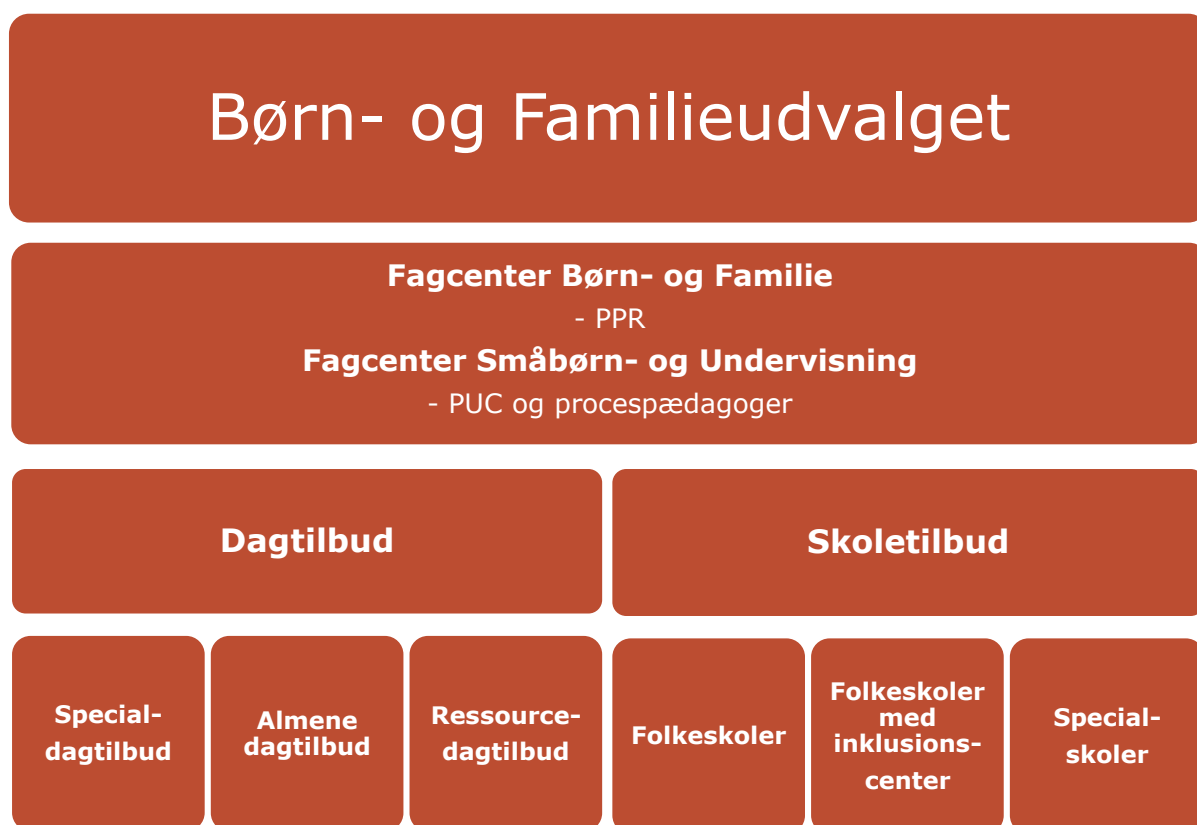 Børn- og Familieudvalget
Fagcenter Børn- og Familie
- PPR
Fagcenter Småbørn- og Undervisning
- PUC og procespædagoger
Dagtilbud
Skoletilbud
Special-
dagtilbud
Almene
dagtilbud
Ressource-
dagtilbud
Folkeskoler
Folkeskoler
med
inklusions-
center
Special-
skoler